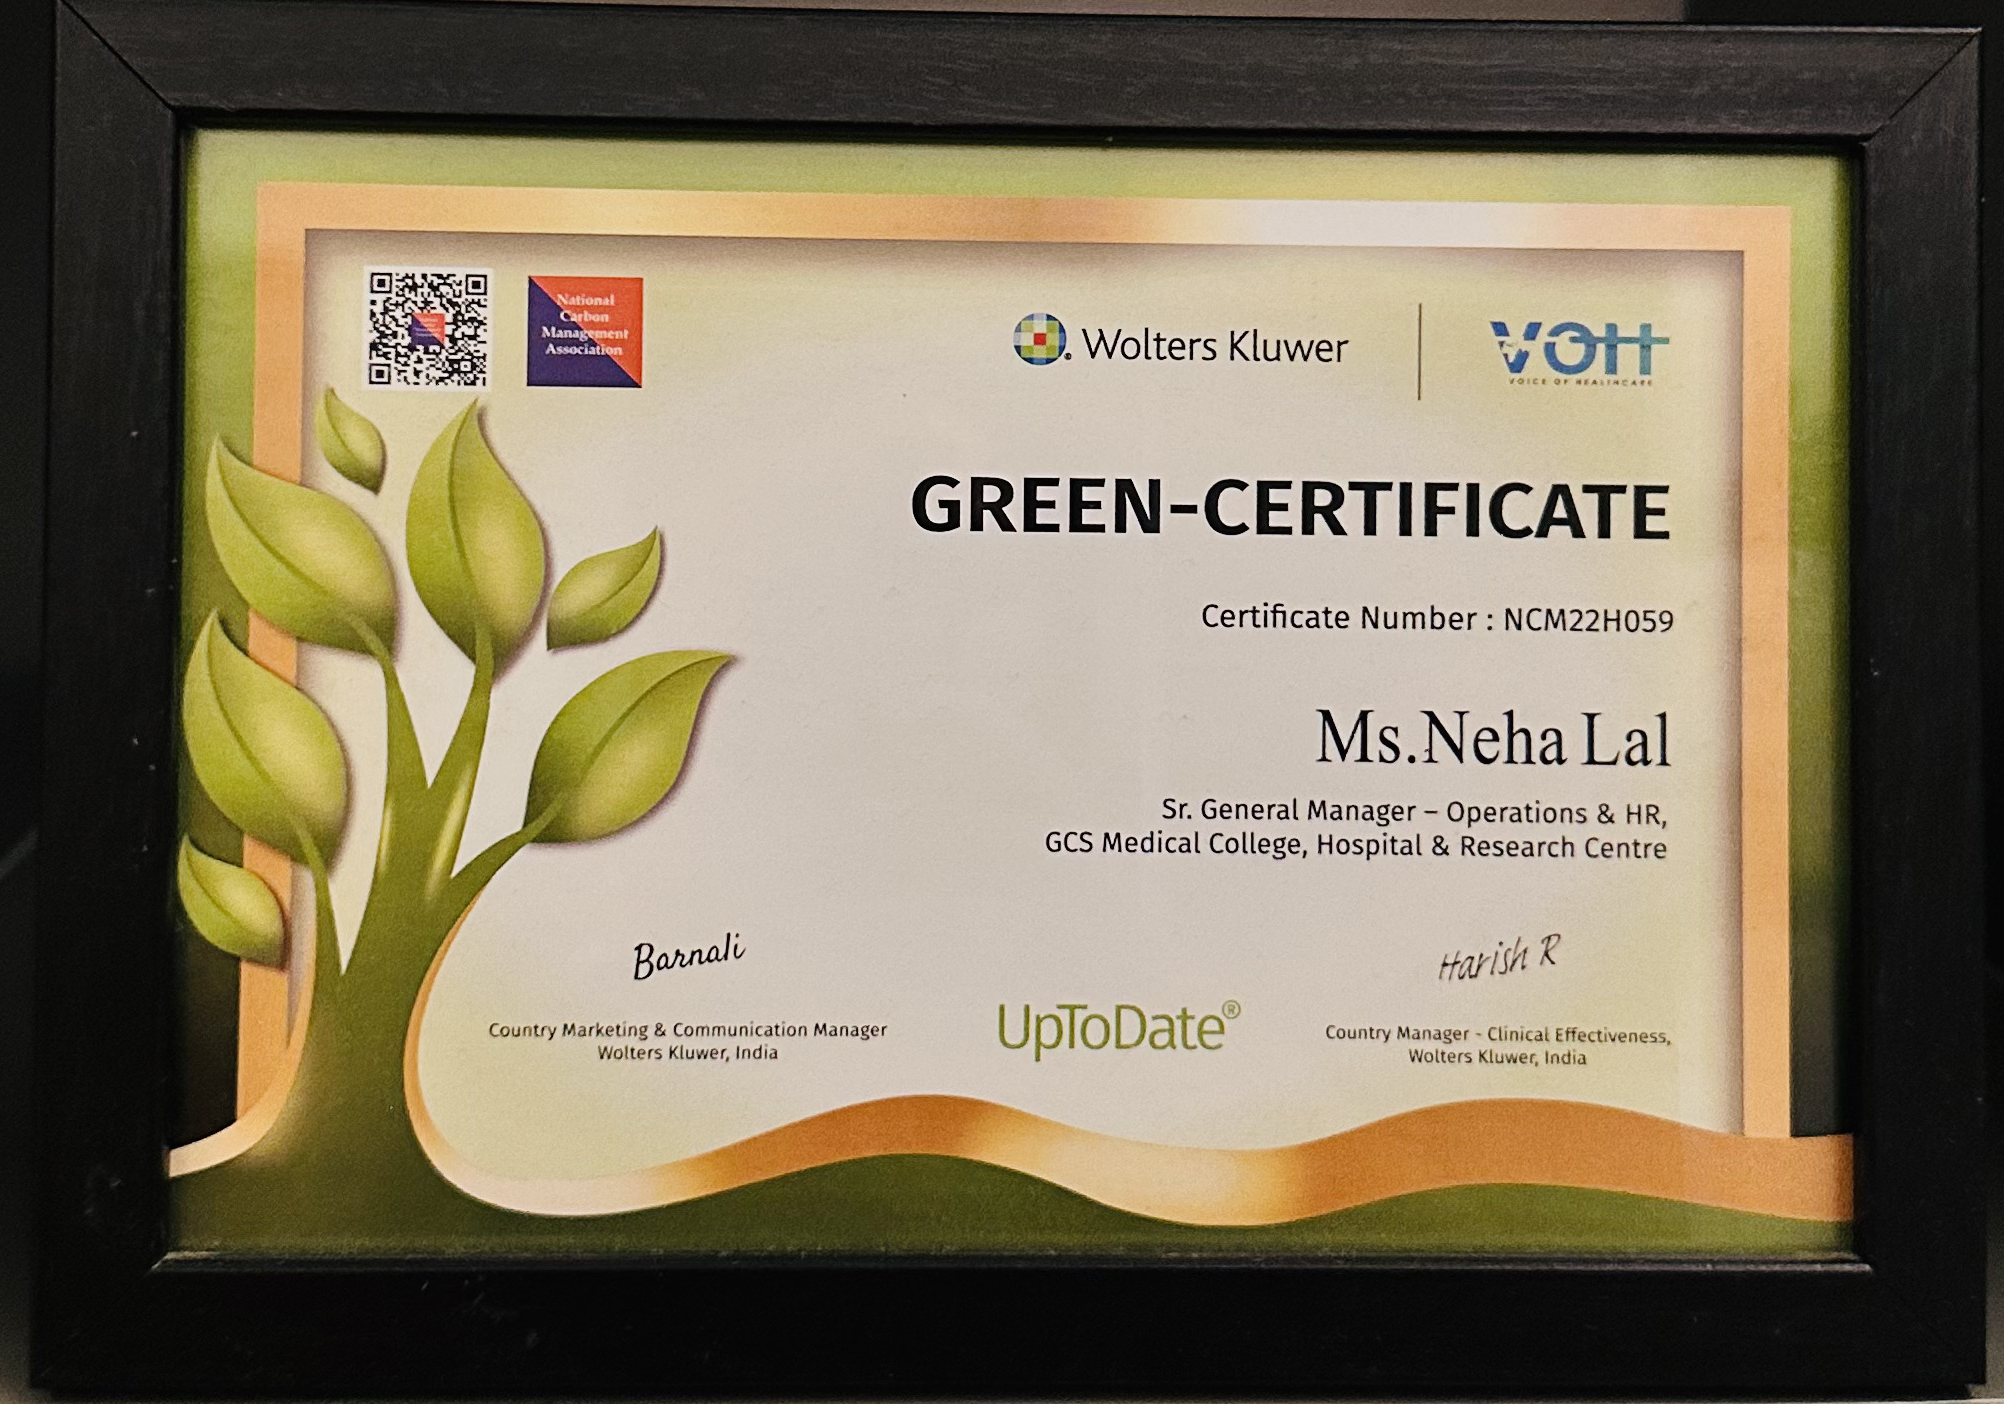 National
Carbon
Management
Association
Wolters Kluwer
VOH
VOICE OF HEALTHCARE
GREEN-CERTIFICATE
Certificate Number : NCM22H059
Ms.Neha Lal
Sr. General Manager – Operations & HR,
GCS Medical College, Hospital & Research Centre
Barnali
Country Marketing & Communication Manager
Wolters Kluwer, India
UpToDate®
Harish R
Country Manager - Clinical Effectiveness,
Wolters Kluwer, India